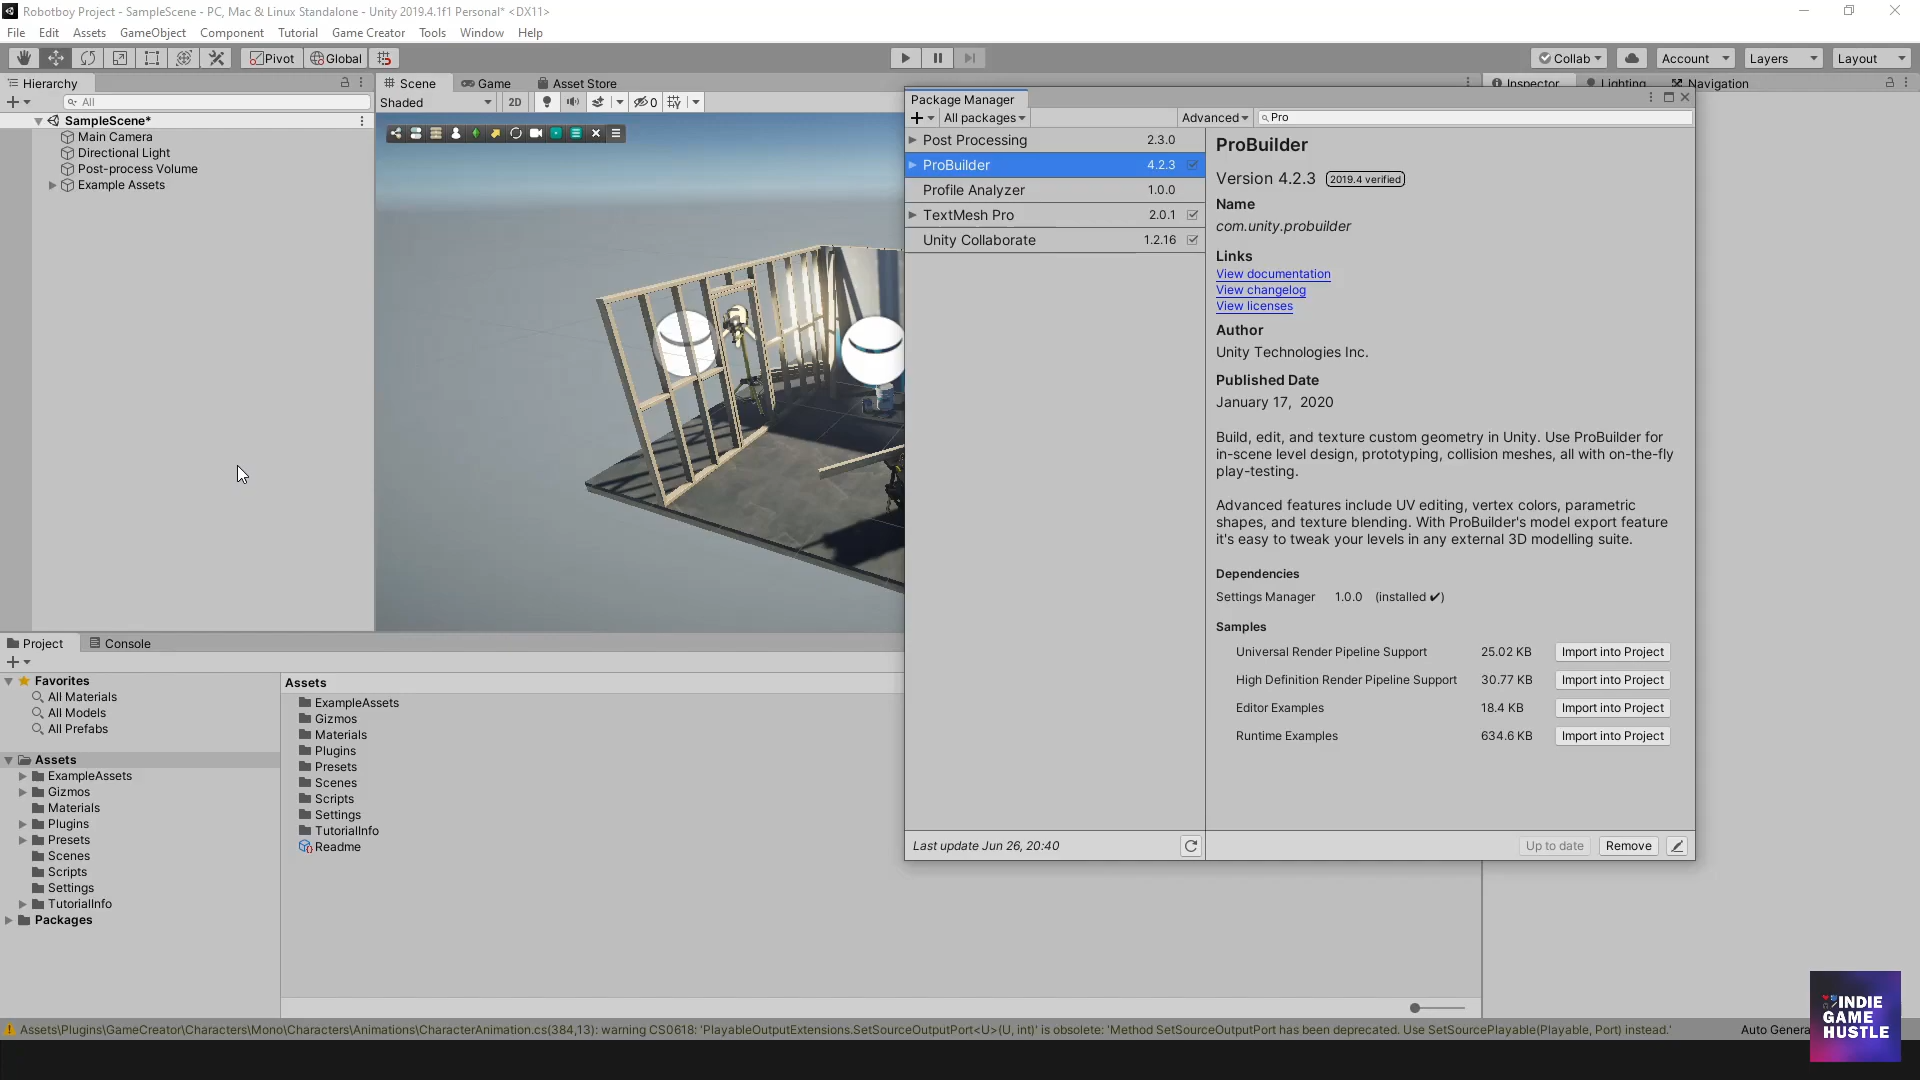 Robotboy Project - SampleScene - PC, Mac & Linux Standalone - Unity 2019.4.1f1 Personal* <DX11>
File Edit Assets GameObject Component Tutorial Game Creator Tools Window Help
Pivot Global Collab Account Layers Layout
Hierarchy
All
SampleScene*
Main Camera
Directional Light
Post-process Volume
Example Assets
Scene Game Asset Store
Shaded 2D 0
Inspector Lighting Navigation
Package Manager
All packages Advanced Pro
Post Processing 2.3.0
ProBuilder 4.2.3
Profile Analyzer 1.0.0
TextMesh Pro 2.0.1
Unity Collaborate 1.2.16
Last update Jun 26, 20:40
ProBuilder
Version 4.2.3 2019.4 verified
Name
com.unity.probuilder
Links
View documentation
View changelog
View licenses
Author
Unity Technologies Inc.
Published Date
January 17, 2020
Build, edit, and texture custom geometry in Unity. Use ProBuilder for
in-scene level design, prototyping, collision meshes, all with on-the-fly
play-testing.
Advanced features include UV editing, vertex colors, parametric
shapes, and texture blending. With ProBuilder's model export feature
it's easy to tweak your levels in any external 3D modelling suite.
Dependencies
Settings Manager 1.0.0 (installed ✔)
Samples
Universal Render Pipeline Support 25.02 KB Import into Project
High Definition Render Pipeline Support 30.77 KB Import into Project
Editor Examples 18.4 KB Import into Project
Runtime Examples 634.6 KB Import into Project
Up to date Remove
Project Console
Favorites
All Materials
All Models
All Prefabs
Assets
ExampleAssets
Gizmos
Materials
Plugins
Presets
Scenes
Scripts
Settings
TutorialInfo
Packages
Assets
ExampleAssets
Gizmos
Materials
Plugins
Presets
Scenes
Scripts
Settings
TutorialInfo
Readme
Assets\Plugins\GameCreator\Characters\Mono\Characters\Animations\CharacterAnimation.cs(384,13): warning CS0618: 'PlayableOutputExtensions.SetSourceOutputPort<U>(U, int)' is obsolete: 'Method SetSourceOutputPort has been deprecated. Use SetSourcePlayable(Playable, Port) instead.'
Auto Genera
INDIE
GAME
HUSTLE